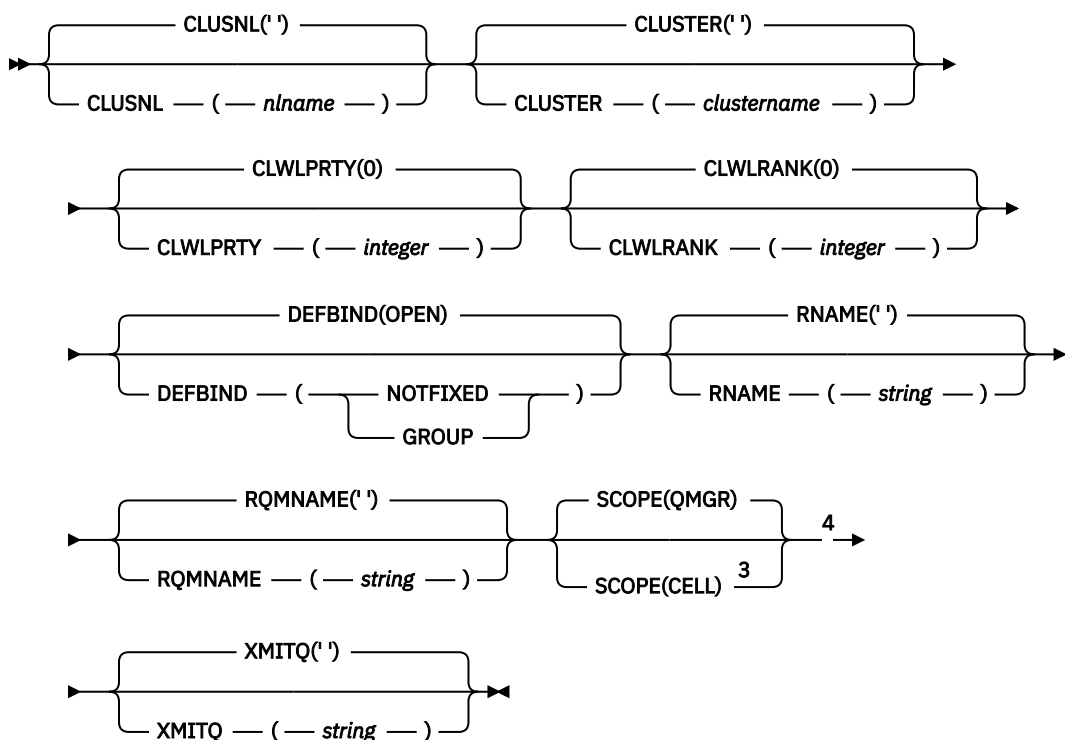 CLUSNL(' ') CLUSTER(' ')
CLUSNL ( nlname ) CLUSTER ( clustername )
CLWLPRTY(0) CLWLRANK(0)
CLWLPRTY ( integer ) CLWLRANK ( integer )
DEFBIND(OPEN) RNAME(' ')
DEFBIND ( NOTFIXED ) RNAME ( string )
GROUP
RQMNAME(' ') SCOPE(QMGR) 4
RQMNAME ( string ) SCOPE(CELL) 3
XMITQ(' ')
XMITQ ( string )